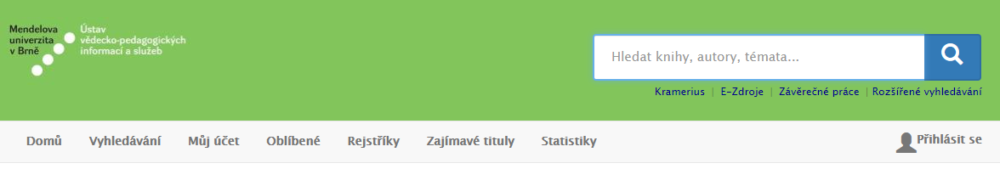 Mendelova
univerzita
v Brně
Ústav
vědecko-pedagogických
informací a služeb
Hledat knihy, autory, témata...
Kramerius | E-Zdroje | Závěrečné práce | Rozšířené vyhledávání
Domů Vyhledávání Můj účet Oblíbené Rejstříky Zajímavé tituly Statistiky Přihlásit se